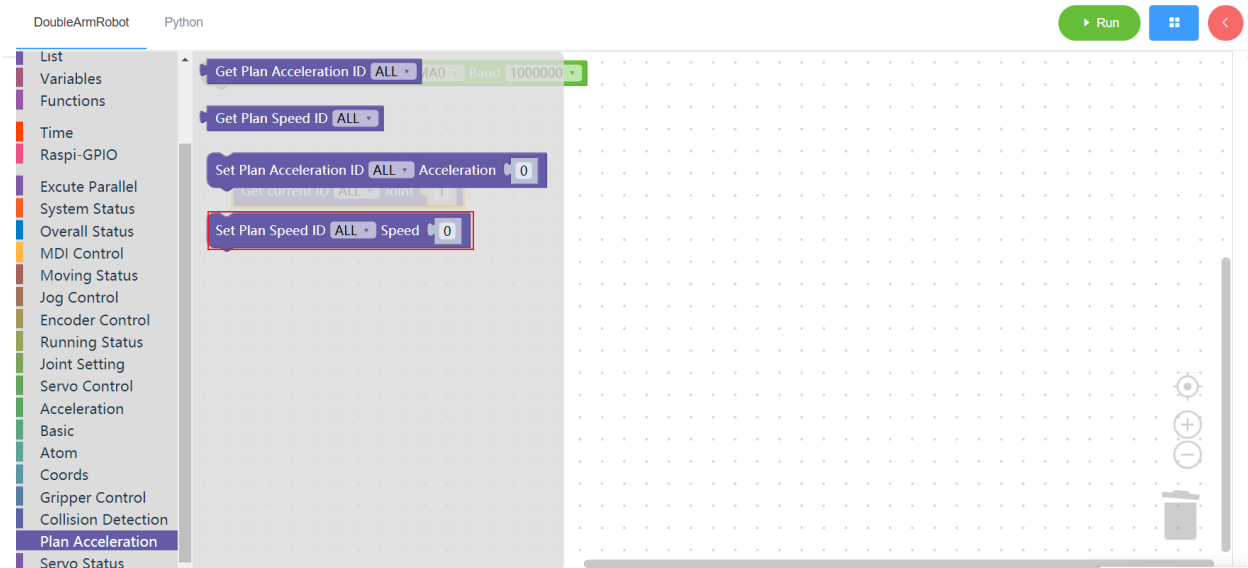 DoubleArmRobot Python Run
List
Variables
Functions
Time
Raspi-GPIO
Excute Parallel
System Status
Overall Status
MDI Control
Moving Status
Jog Control
Encoder Control
Running Status
Joint Setting
Servo Control
Acceleration
Basic
Atom
Coords
Gripper Control
Collision Detection
Plan Acceleration
Servo Status
Get Plan Acceleration ID ALL MA0 Baud 1000000
Get Plan Speed ID ALL
Set Plan Acceleration ID ALL Acceleration 0
Get current ID ALL Joint 1
Set Plan Speed ID ALL Speed 0